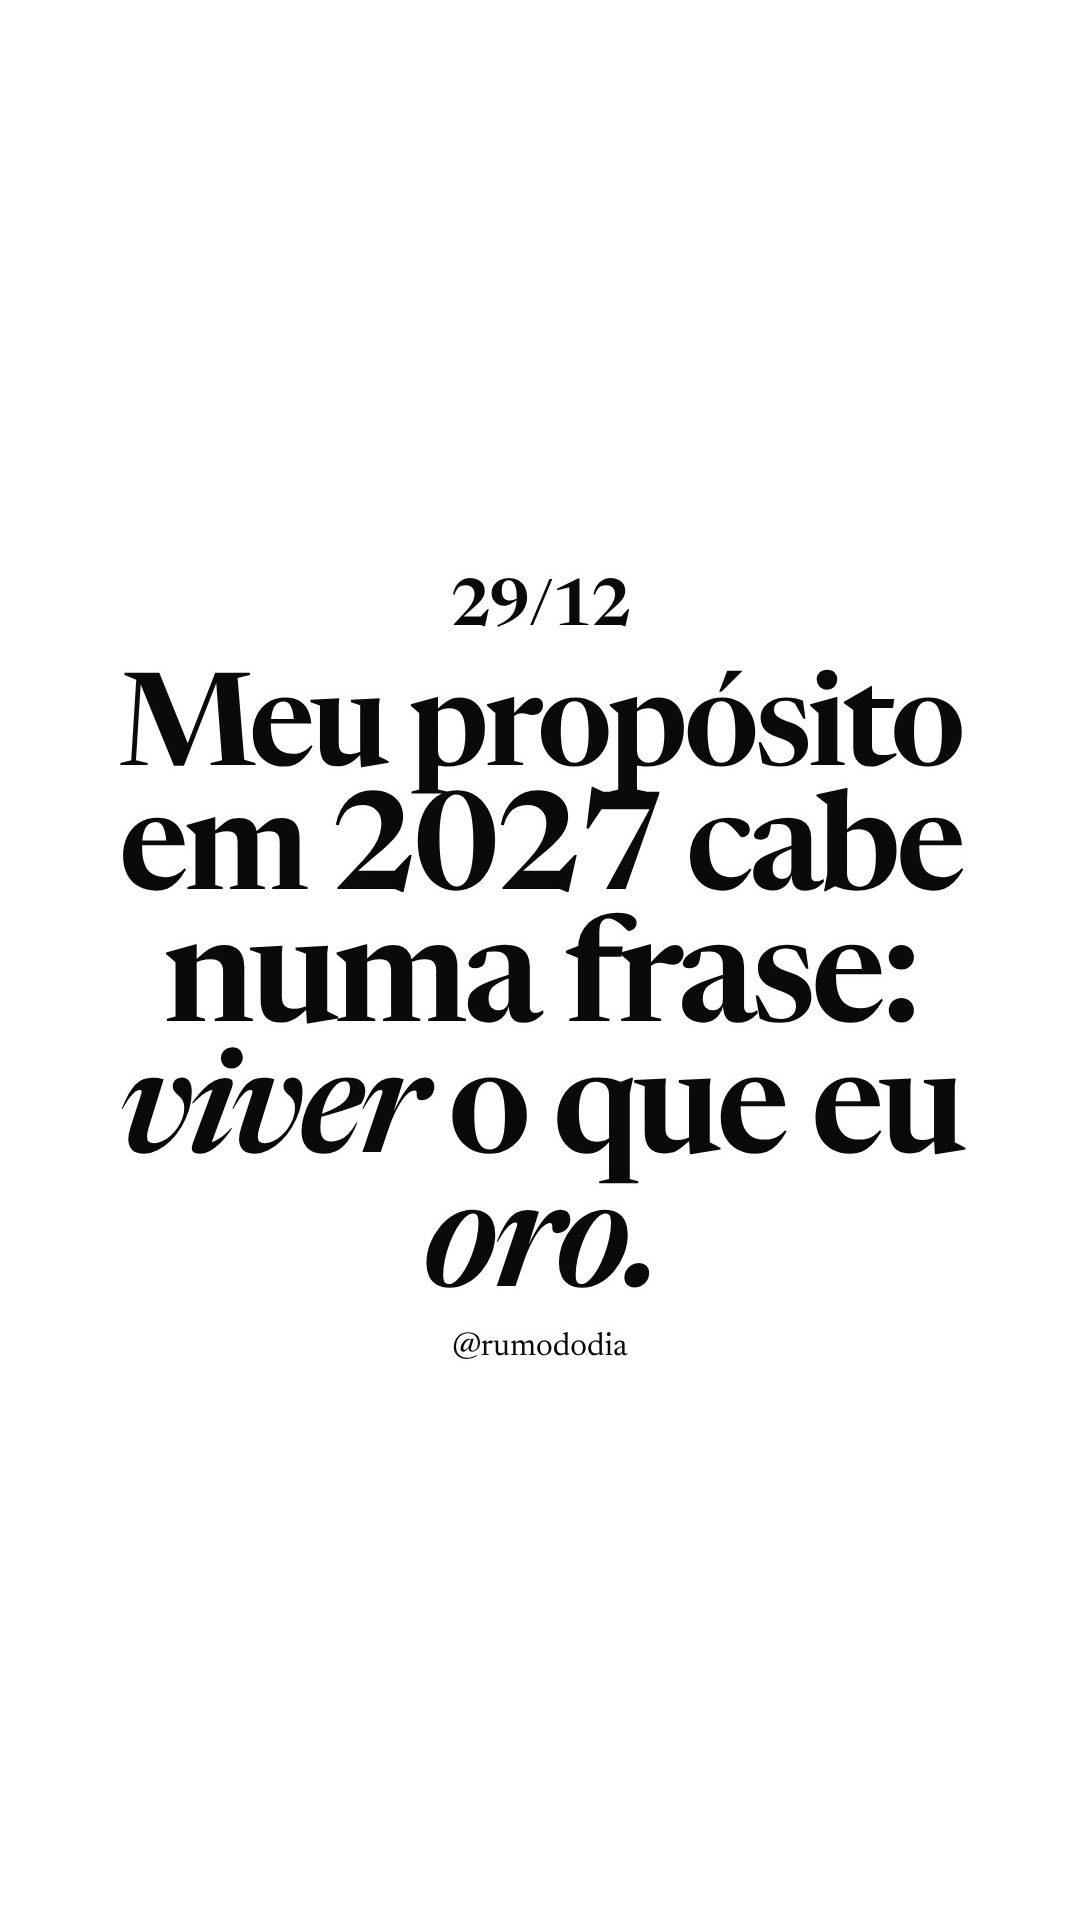 29/12
Meu propósito
em 2027 cabe
numa frase:
viver o que eu
oro.
@rumododia